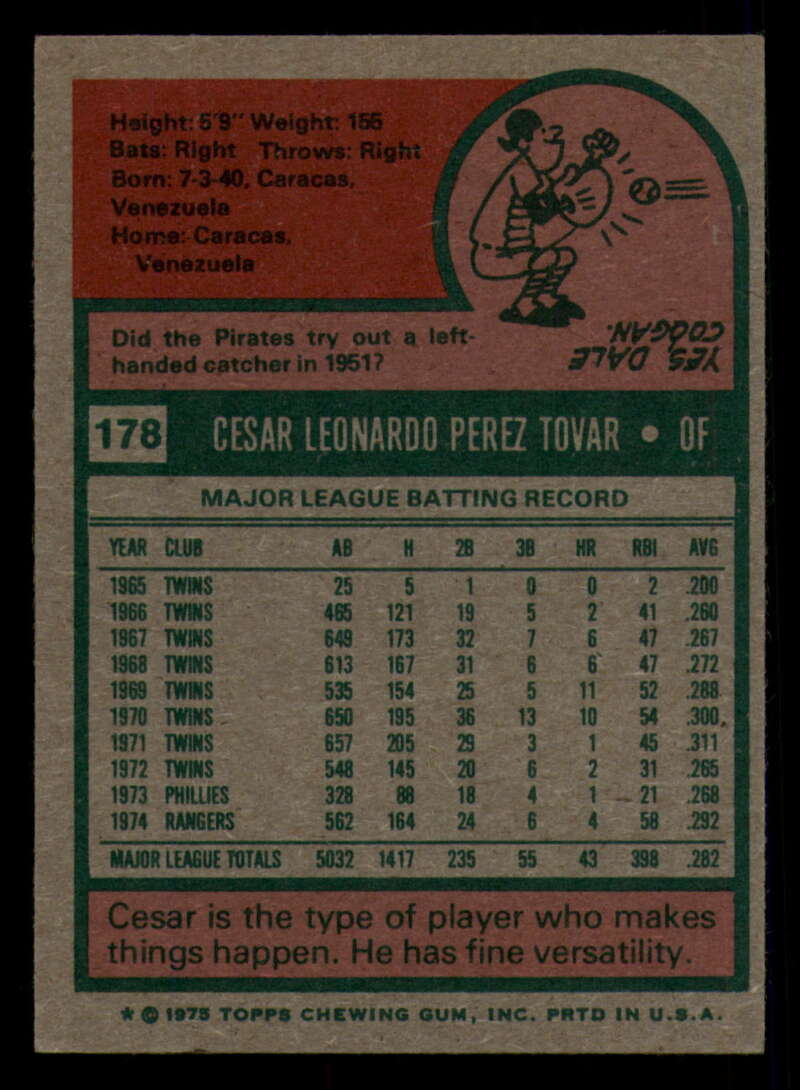 Height: 5'9" Weight: 155
Bats: Right Throws: Right
Born: 7-3-40, Caracas,
Venezuela
Home: Caracas,
Venezuela
Did the Pirates try out a left-
handed catcher in 1951?
YES DALE
COOGAN.
178 CESAR LEONARDO PEREZ TOVAR • OF
MAJOR LEAGUE BATTING RECORD
YEAR CLUB AB H 2B 3B HR RBI AVG
1965 TWINS 25 5 1 0 0 2 .200
1966 TWINS 465 121 19 5 2 41 .260
1967 TWINS 649 173 32 7 6 47 .267
1968 TWINS 613 167 31 6 6 47 .272
1969 TWINS 535 154 25 5 11 52 .288
1970 TWINS 650 195 36 13 10 54 .300
1971 TWINS 657 205 29 3 1 45 .311
1972 TWINS 548 145 20 6 2 31 .265
1973 PHILLIES 328 88 18 4 1 21 .268
1974 RANGERS 562 164 24 6 4 58 .292
MAJOR LEAGUE TOTALS 5032 1417 235 55 43 398 .282
Cesar is the type of player who makes
things happen. He has fine versatility.
* © 1975 TOPPS CHEWING GUM, INC. PRTD IN U.S.A.